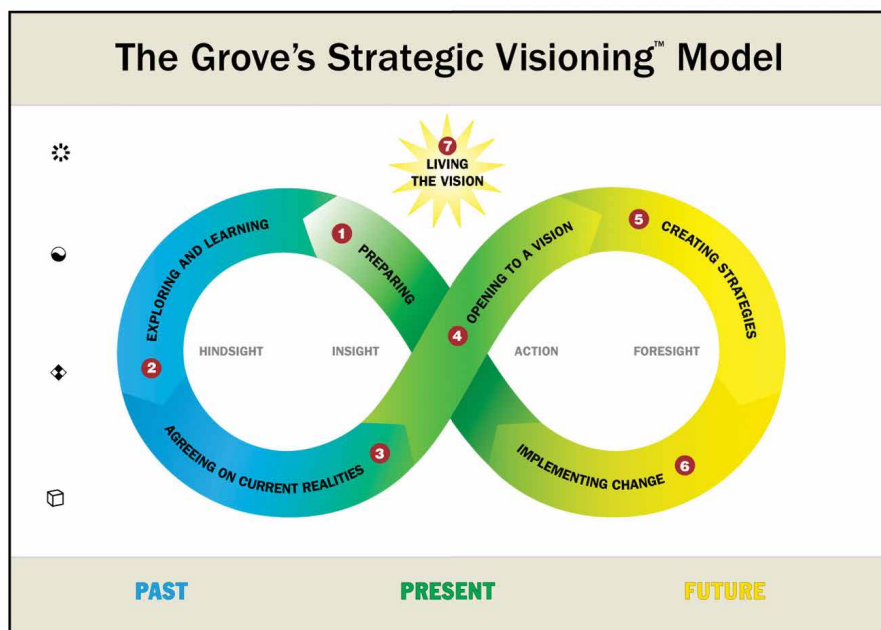 The Grove's Strategic Visioning™ Model
7
LIVING
THE VISION
1
PREPARING
2
EXPLORING AND LEARNING
3
AGREEING ON CURRENT REALITIES
4
OPENING TO A VISION
5
CREATING STRATEGIES
6
IMPLEMENTING CHANGE
HINDSIGHT
INSIGHT
ACTION
FORESIGHT
PAST
PRESENT
FUTURE